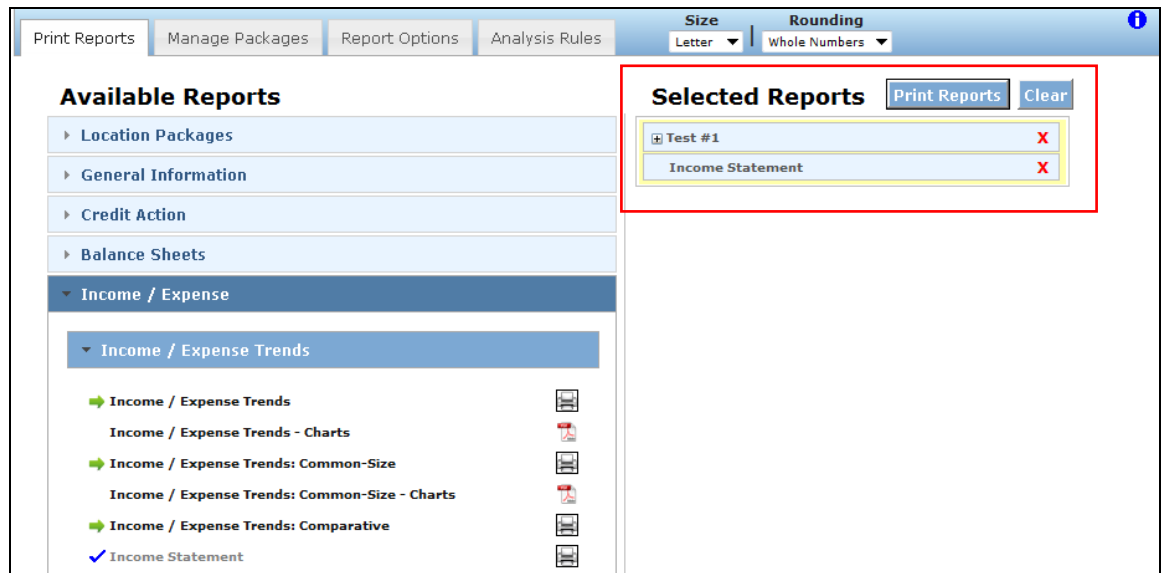 Print Reports
Manage Packages
Report Options
Analysis Rules
Size
Letter
Rounding
Whole Numbers
Available Reports
Location Packages
General Information
Credit Action
Balance Sheets
Income / Expense
Income / Expense Trends
Income / Expense Trends
Income / Expense Trends - Charts
Income / Expense Trends: Common-Size
Income / Expense Trends: Common-Size - Charts
Income / Expense Trends: Comparative
Income Statement
Selected Reports
Print Reports
Clear
Test #1 X
Income Statement X